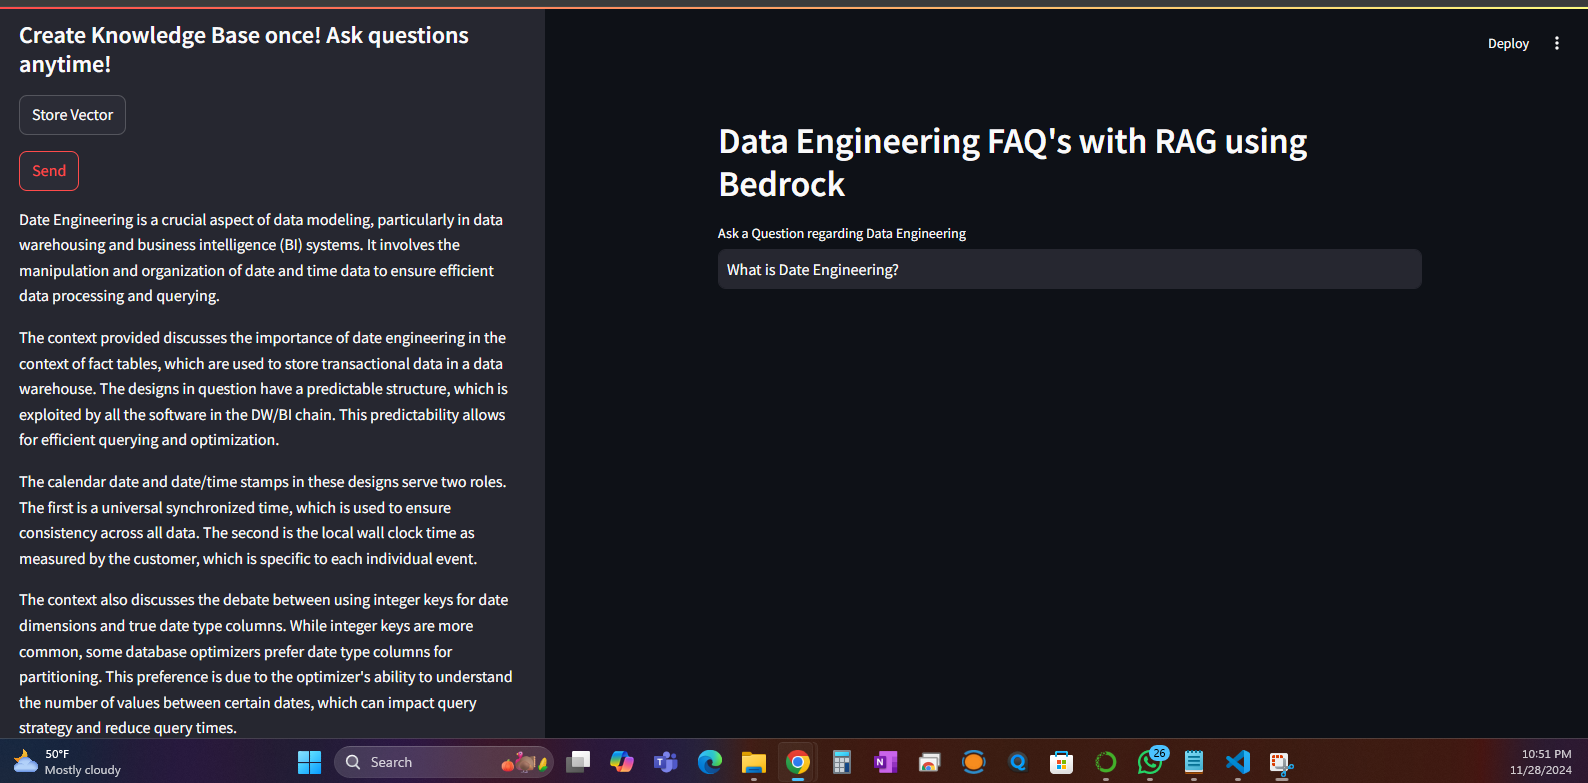 Create Knowledge Base once! Ask questions
anytime!
Store Vector
Send
Date Engineering is a crucial aspect of data modeling, particularly in data
warehousing and business intelligence (BI) systems. It involves the
manipulation and organization of date and time data to ensure efficient
data processing and querying.
The context provided discusses the importance of date engineering in the
context of fact tables, which are used to store transactional data in a data
warehouse. The designs in question have a predictable structure, which is
exploited by all the software in the DW/BI chain. This predictability allows
for efficient querying and optimization.
The calendar date and date/time stamps in these designs serve two roles.
The first is a universal synchronized time, which is used to ensure
consistency across all data. The second is the local wall clock time as
measured by the customer, which is specific to each individual event.
The context also discusses the debate between using integer keys for date
dimensions and true date type columns. While integer keys are more
common, some database optimizers prefer date type columns for
partitioning. This preference is due to the optimizer's ability to understand
the number of values between certain dates, which can impact query
strategy and reduce query times.
Deploy
Data Engineering FAQ's with RAG using
Bedrock
Ask a Question regarding Data Engineering
What is Date Engineering?
50°F
Mostly cloudy
Search
26
10:51 PM
11/28/2024